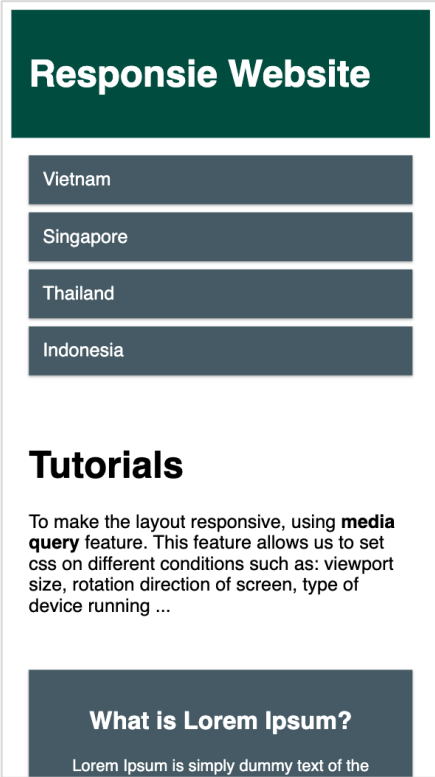 Responsie Website
Vietnam
Singapore
Thailand
Indonesia
Tutorials
To make the layout responsive, using media
query feature. This feature allows us to set
css on different conditions such as: viewport
size, rotation direction of screen, type of
device running ...
What is Lorem Ipsum?
Lorem Ipsum is simply dummy text of the